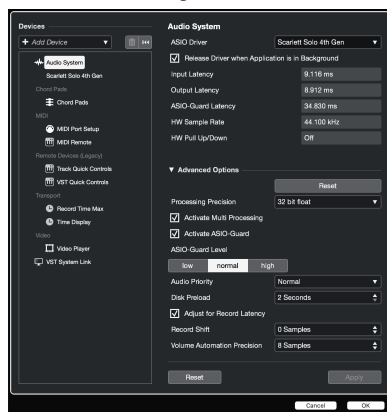 Devices
Add Device
Audio System
Scarlett Solo 4th Gen
Chord Pads
Chord Pads
MIDI
MIDI Port Setup
MIDI Remote
Remote Devices (Legacy)
Track Quick Controls
VST Quick Controls
Transport
Record Time Max
Time Display
Video
Video Player
VST System Link
Audio System
ASIO Driver Scarlett Solo 4th Gen
Release Driver when Application is in Background
Input Latency 9.116 ms
Output Latency 8.912 ms
ASIO-Guard Latency 34.830 ms
HW Sample Rate 44.100 kHz
HW Pull Up/Down Off
Advanced Options
Reset
Processing Precision 32 bit float
Activate Multi Processing
Activate ASIO-Guard
ASIO-Guard Level
low normal high
Audio Priority Normal
Disk Preload 2 Seconds
Adjust for Record Latency
Record Shift 0 Samples
Volume Automation Precision 8 Samples
Reset Apply
Cancel OK